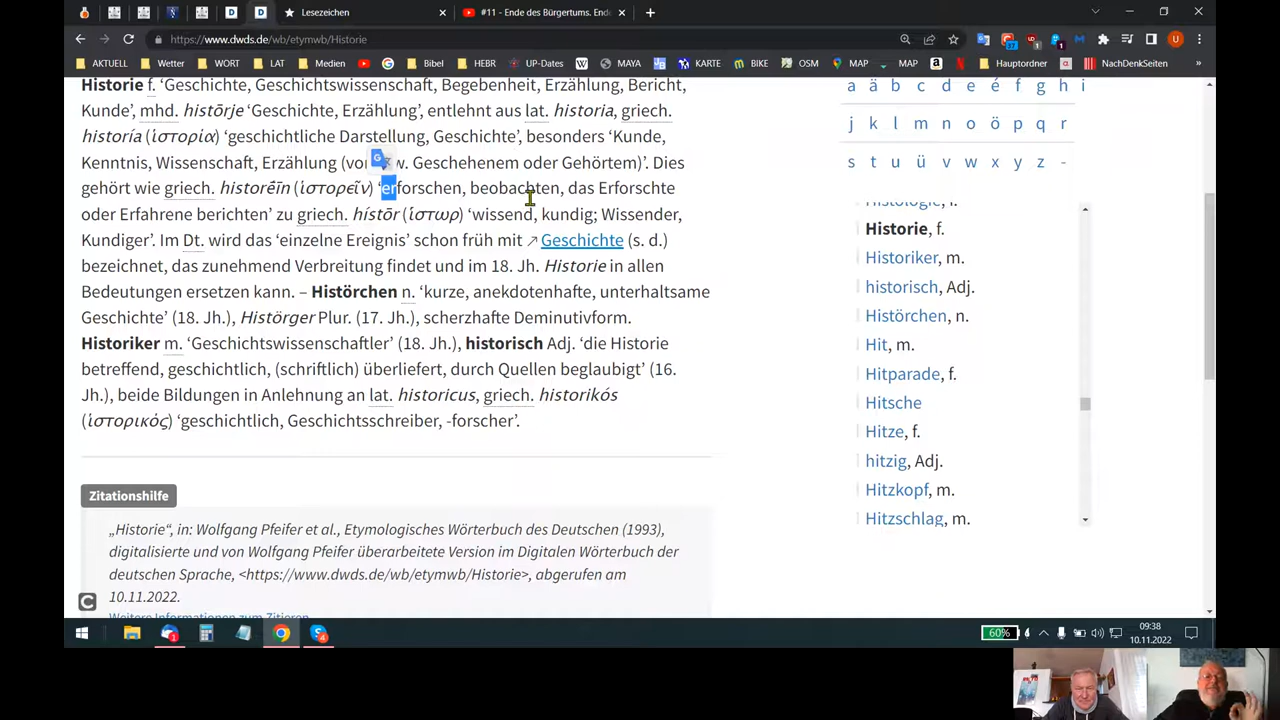 Lesezeichen
#11 - Ende des Bürgertums. Ende
https://www.dwds.de/wb/etymwb/Historie
AKTUELL Wetter WORT LAT Medien Bibel HEBR UP-Dates MAYA KARTE BIKE OSM MAP MAP Hauptordner NachDenkSeiten
Historie f. ‘Geschichte, Geschichtswissenschaft, Begebenheit, Erzählung, Bericht,
Kunde’, mhd. histōrje ‘Geschichte, Erzählung’, entlehnt aus lat. historia, griech.
historía (ἱστορία) ‘geschichtliche Darstellung, Geschichte’, besonders ‘Kunde,
Kenntnis, Wissenschaft, Erzählung w. Geschehenem oder Gehörtem)’. Dies
gehört wie griech. historē͞in (ἱστορεῖν) ‘erforschen, beobachten, das Erforschte
oder Erfahrene berichten’ zu griech. hístōr (ἵστωρ) ‘wissend, kundig; Wissender,
Kundiger’. Im Dt. wird das ‘einzelne Ereignis’ schon früh mit ↗ Geschichte (s. d.)
bezeichnet, das zunehmend Verbreitung findet und im 18. Jh. Historie in allen
Bedeutungen ersetzen kann. – Histörchen n. ‘kurze, anekdotenhafte, unterhaltsame
Geschichte’ (18. Jh.), Histörger Plur. (17. Jh.), scherzhafte Deminutivform.
Historiker m. ‘Geschichtswissenschaftler’ (18. Jh.), historisch Adj. ‘die Historie
betreffend, geschichtlich, (schriftlich) überliefert, durch Quellen beglaubigt’ (16.
Jh.), beide Bildungen in Anlehnung an lat. historicus, griech. historikós
(ἱστορικός) ‘geschichtlich, Geschichtsschreiber, -forscher’.
Zitationshilfe
„Historie“, in: Wolfgang Pfeifer et al., Etymologisches Wörterbuch des Deutschen (1993),
digitalisierte und von Wolfgang Pfeifer überarbeitete Version im Digitalen Wörterbuch der
deutschen Sprache, <https://www.dwds.de/wb/etymwb/Historie>, abgerufen am
10.11.2022.
Weitere Informationen zum Zitieren
a ä b c d e é f g h i
j k l m n o ö p q r
s t u ü v w x y z -
Histologie, f.
Historie, f.
Historiker, m.
historisch, Adj.
Histörchen, n.
Hit, m.
Hitparade, f.
Hitsche
Hitze, f.
hitzig, Adj.
Hitzkopf, m.
Hitzschlag, m.
60%
09:38
10.11.2022